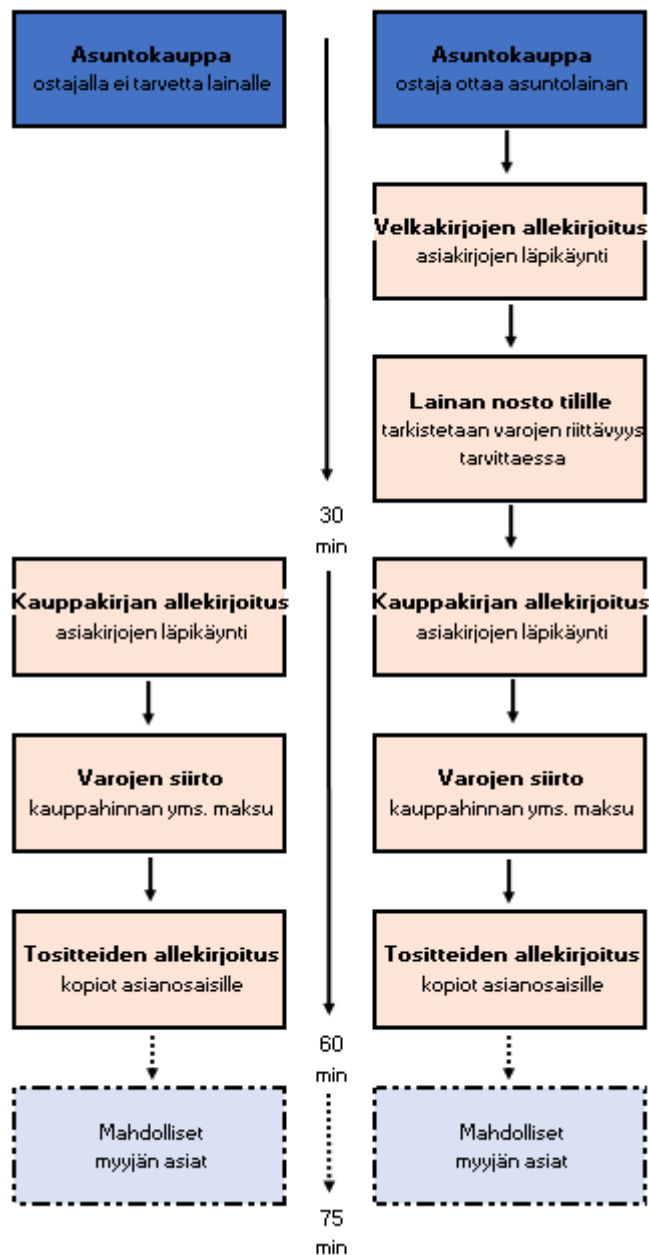 Asuntokauppa
ostajalla ei tarvetta lainalle
Asuntokauppa
ostaja ottaa asuntolainan
Velkakirjojen allekirjoitus
asiakirjojen läpikäynti
Lainan nosto tilille
tarkistetaan varojen riittävyys
tarvittaessa
30
min
Kauppakirjan allekirjoitus
asiakirjojen läpikäynti
Kauppakirjan allekirjoitus
asiakirjojen läpikäynti
Varojen siirto
kauppahinnan yms. maksu
Varojen siirto
kauppahinnan yms. maksu
Tositteiden allekirjoitus
kopiot asianosaisille
Tositteiden allekirjoitus
kopiot asianosaisille
60
min
Mahdolliset
myyjän asiat
Mahdolliset
myyjän asiat
75
min